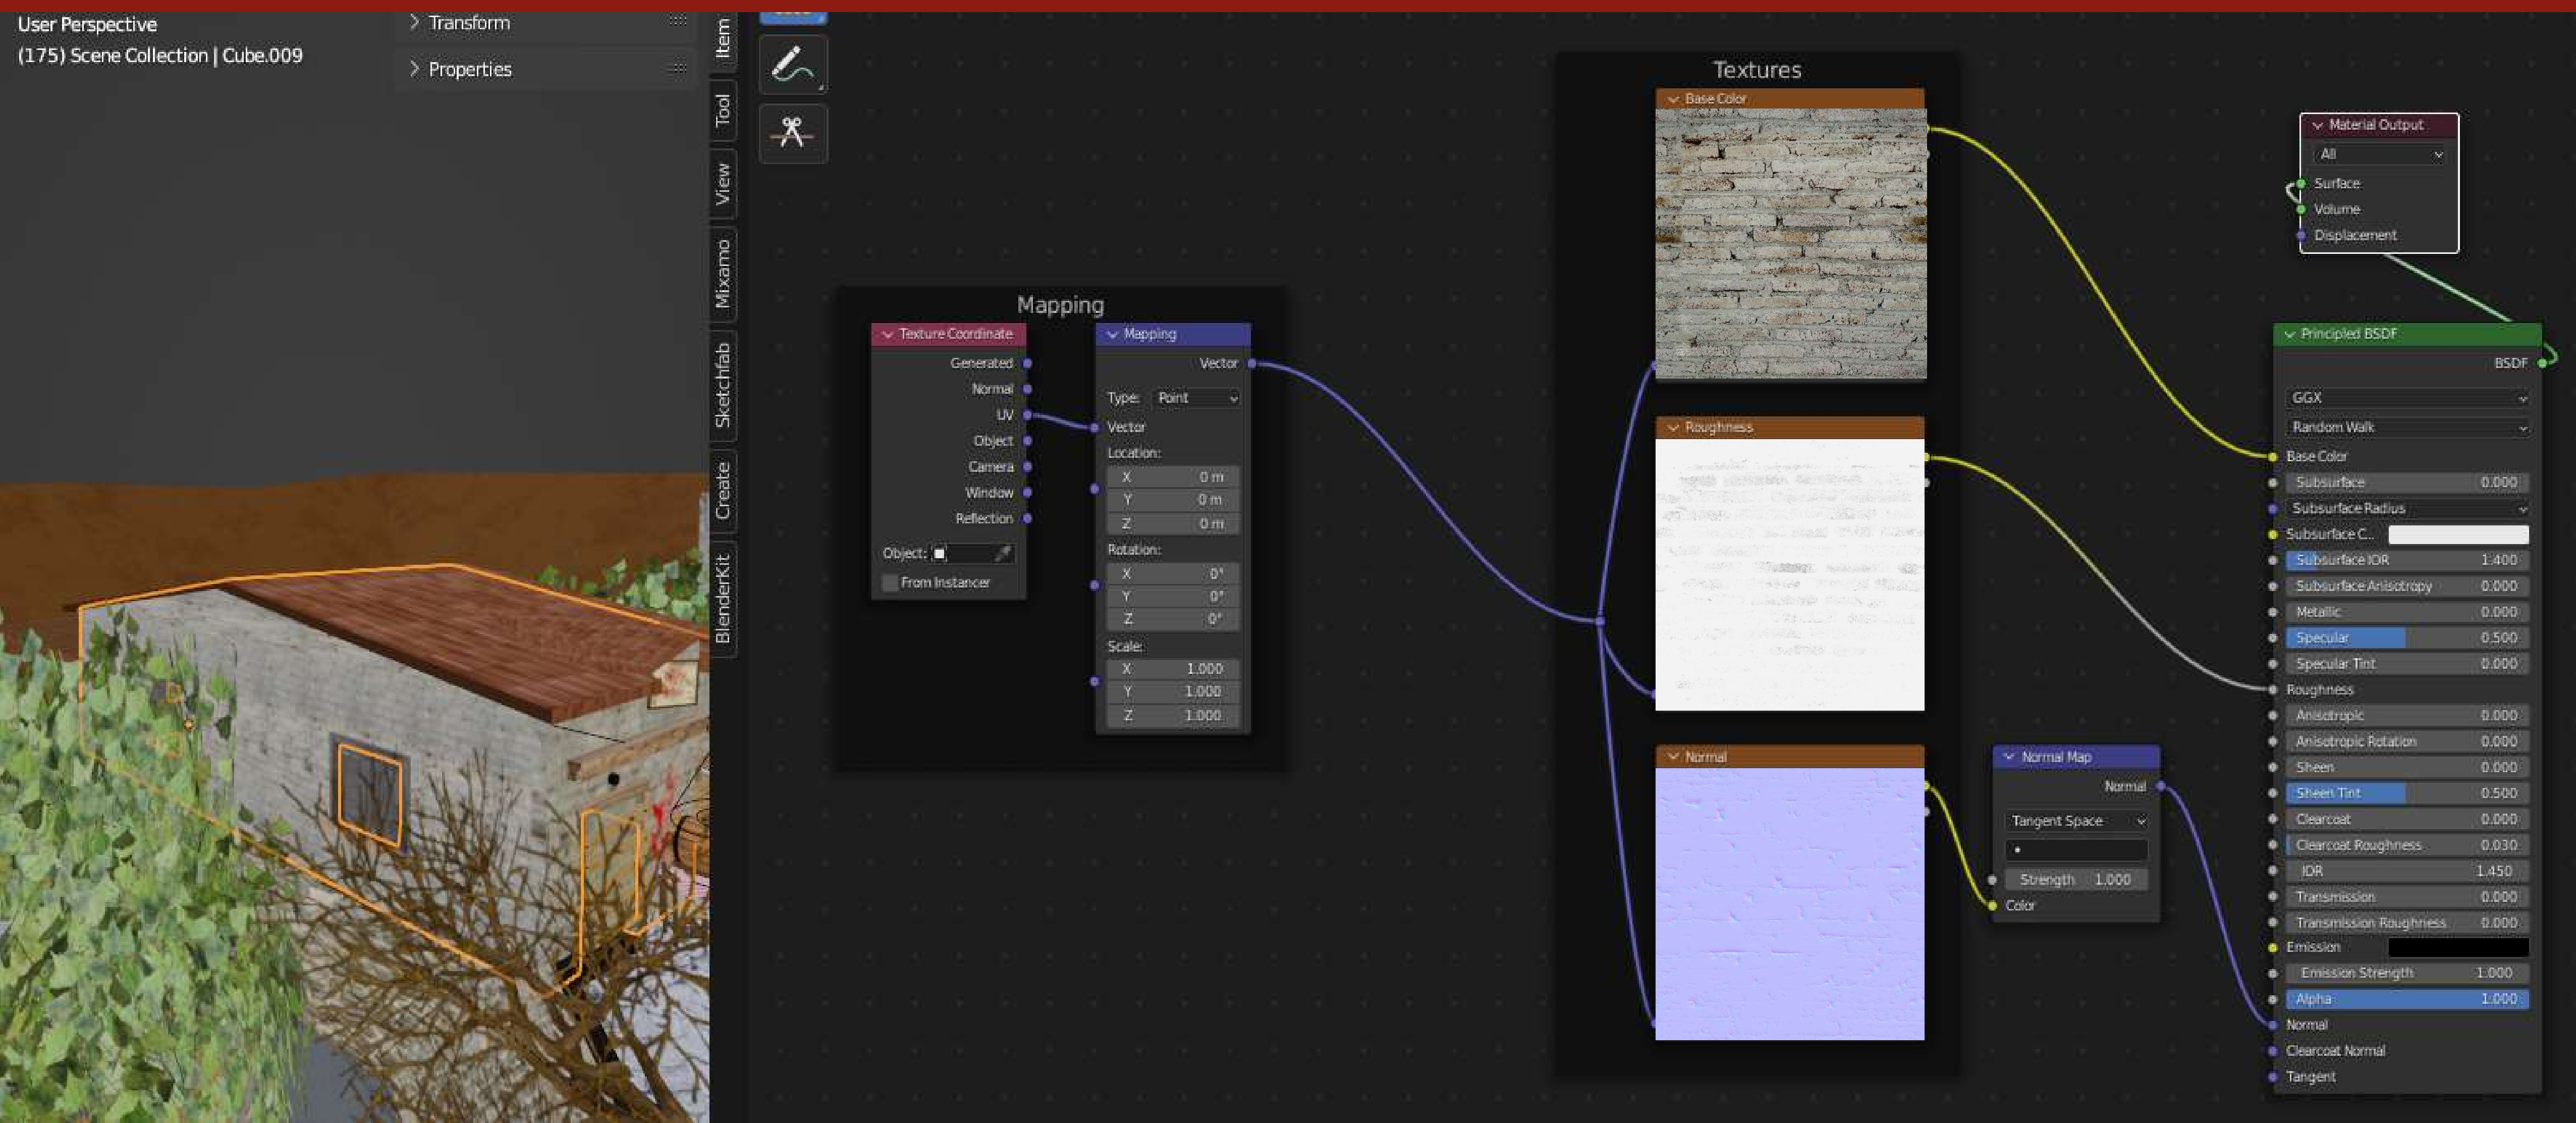 User Perspective
(175) Scene Collection | Cube.009
Transform
Properties
Item
Tool
View
Mixamo
Sketchfab
Create
BlenderKit
Mapping
Texture Coordinate
Generated
Normal
UV
Object
Camera
Window
Reflection
Object:
From Instancer
Mapping
Vector
Type: Point
Vector
Location:
X 0 m
Y 0 m
Z 0 m
Rotation:
X 0°
Y 0°
Z 0°
Scale:
X 1.000
Y 1.000
Z 1.000
Textures
Base Color
Roughness
Normal
Normal Map
Normal
Tangent Space
Strength 1.000
Color
Material Output
All
Surface
Volume
Displacement
Principled BSDF
BSDF
GGX
Random Walk
Base Color
Subsurface 0.000
Subsurface Radius
Subsurface C...
Subsurface IOR 1.400
Subsurface Anisotropy 0.000
Metallic 0.000
Specular 0.500
Specular Tint 0.000
Roughness
Anisotropic 0.000
Anisotropic Rotation 0.000
Sheen 0.000
Sheen Tint 0.500
Clearcoat 0.000
Clearcoat Roughness 0.030
IOR 1.450
Transmission 0.000
Transmission Roughness 0.000
Emission
Emission Strength 1.000
Alpha 1.000
Normal
Clearcoat Normal
Tangent